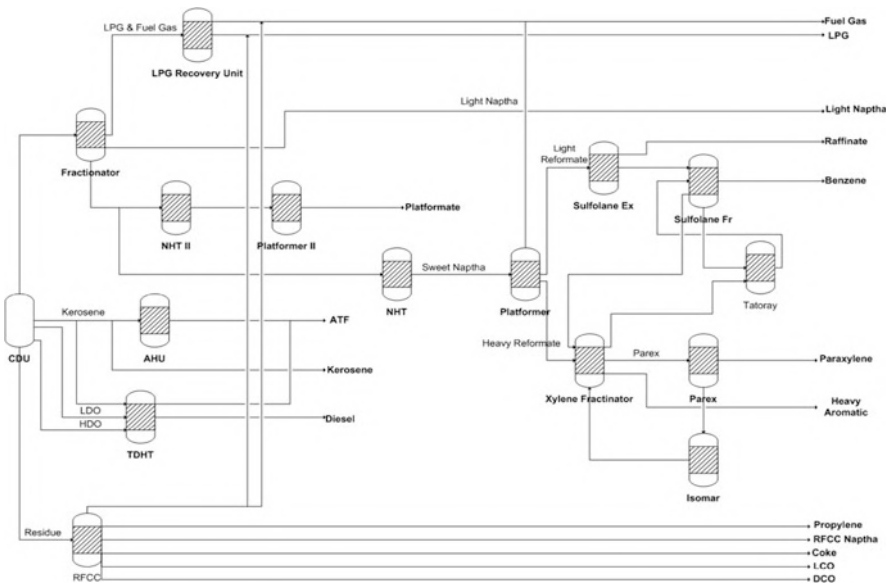 LPG & Fuel Gas
Fuel Gas
LPG
LPG Recovery Unit
Light Naptha
Light Naptha
Fractionator
Light
Reformate
Raffinate
Sulfolane Ex
Benzene
Sulfolane Fr
Platformate
NHT II
Platformer II
Sweet Naptha
NHT
Platformer
Tatoray
Kerosene
ATF
CDU
AHU
Heavy Reformate
Parex
Paraxylene
Kerosene
Xylene Fractinator
Parex
Heavy
Aromatic
LDO
HDO
Diesel
TDHT
Isomar
Residue
RFCC
Propylene
RFCC Naptha
Coke
LCO
DCO